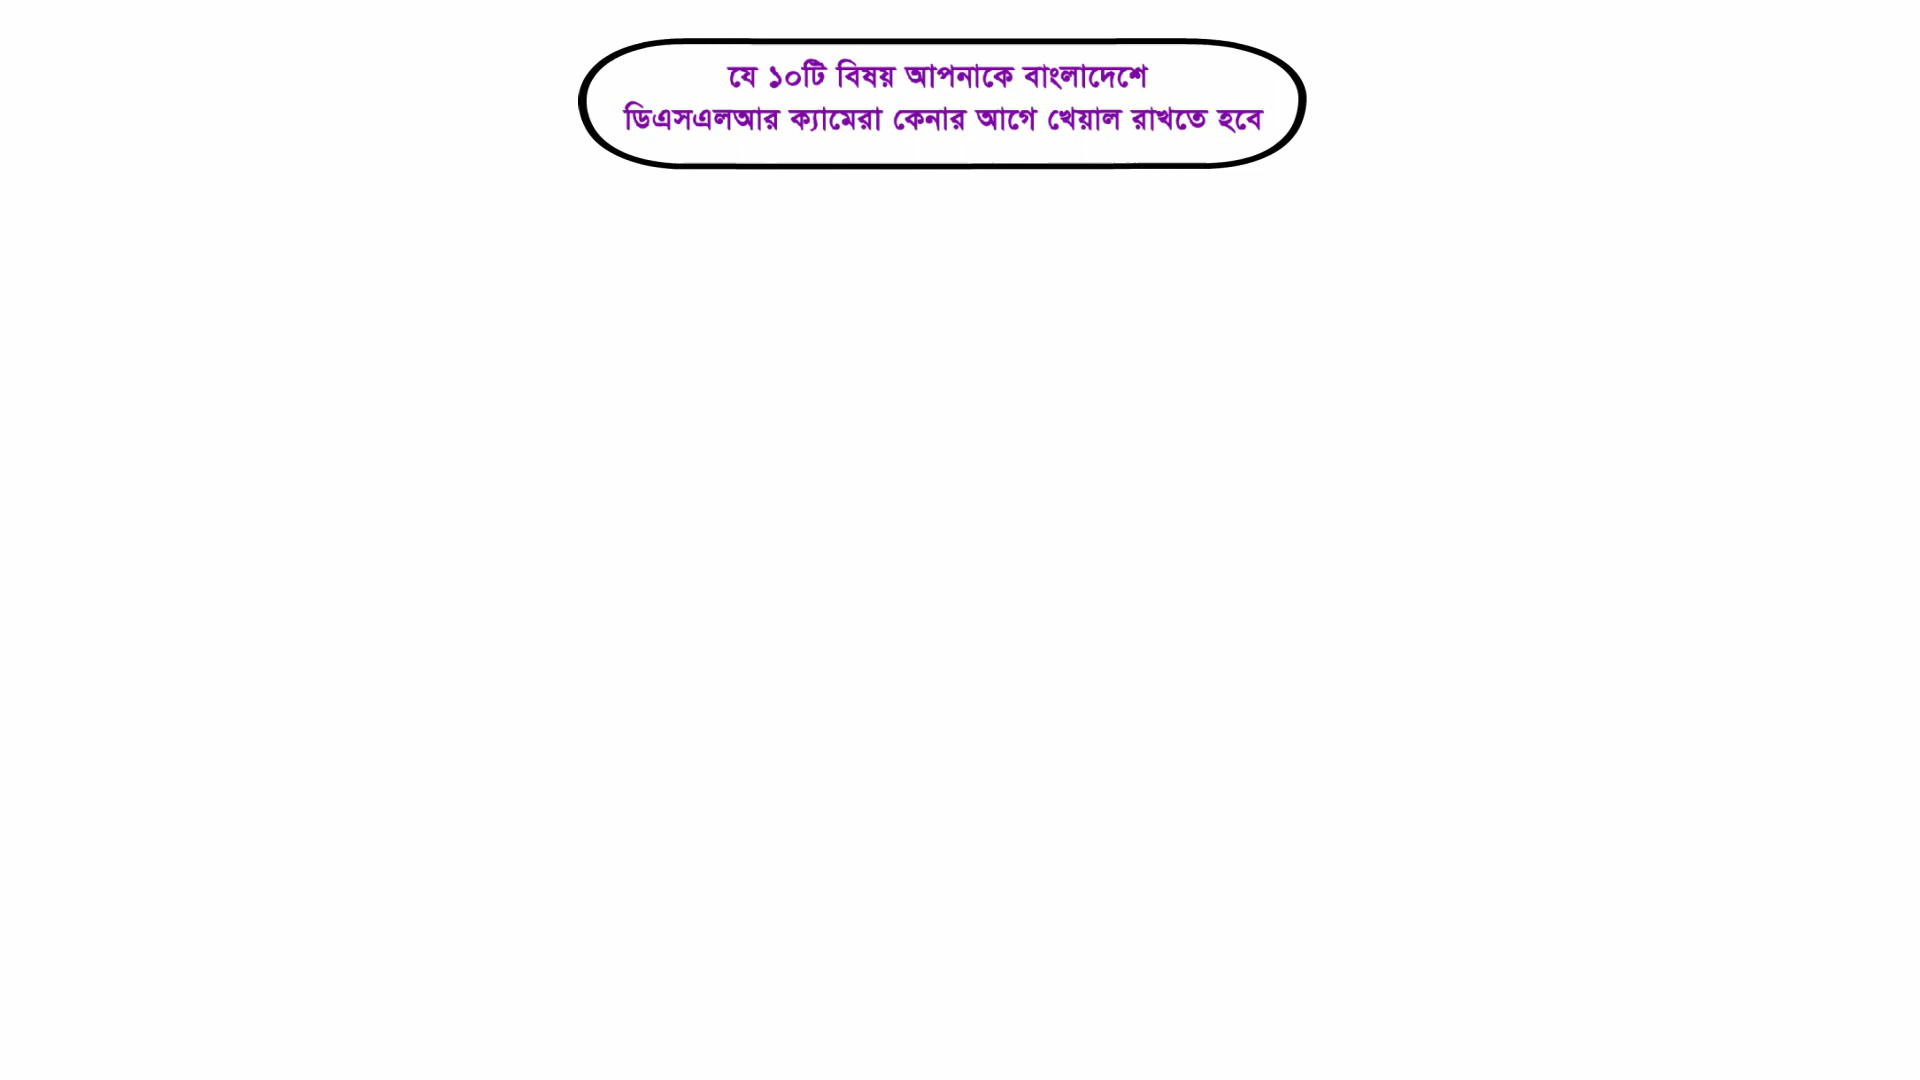 যে ১০টি বিষয় আপনাকে বাংলাদেশে
ডিএসএলআর ক্যামেরা কেনার আগে খেয়াল রাখতে হবে